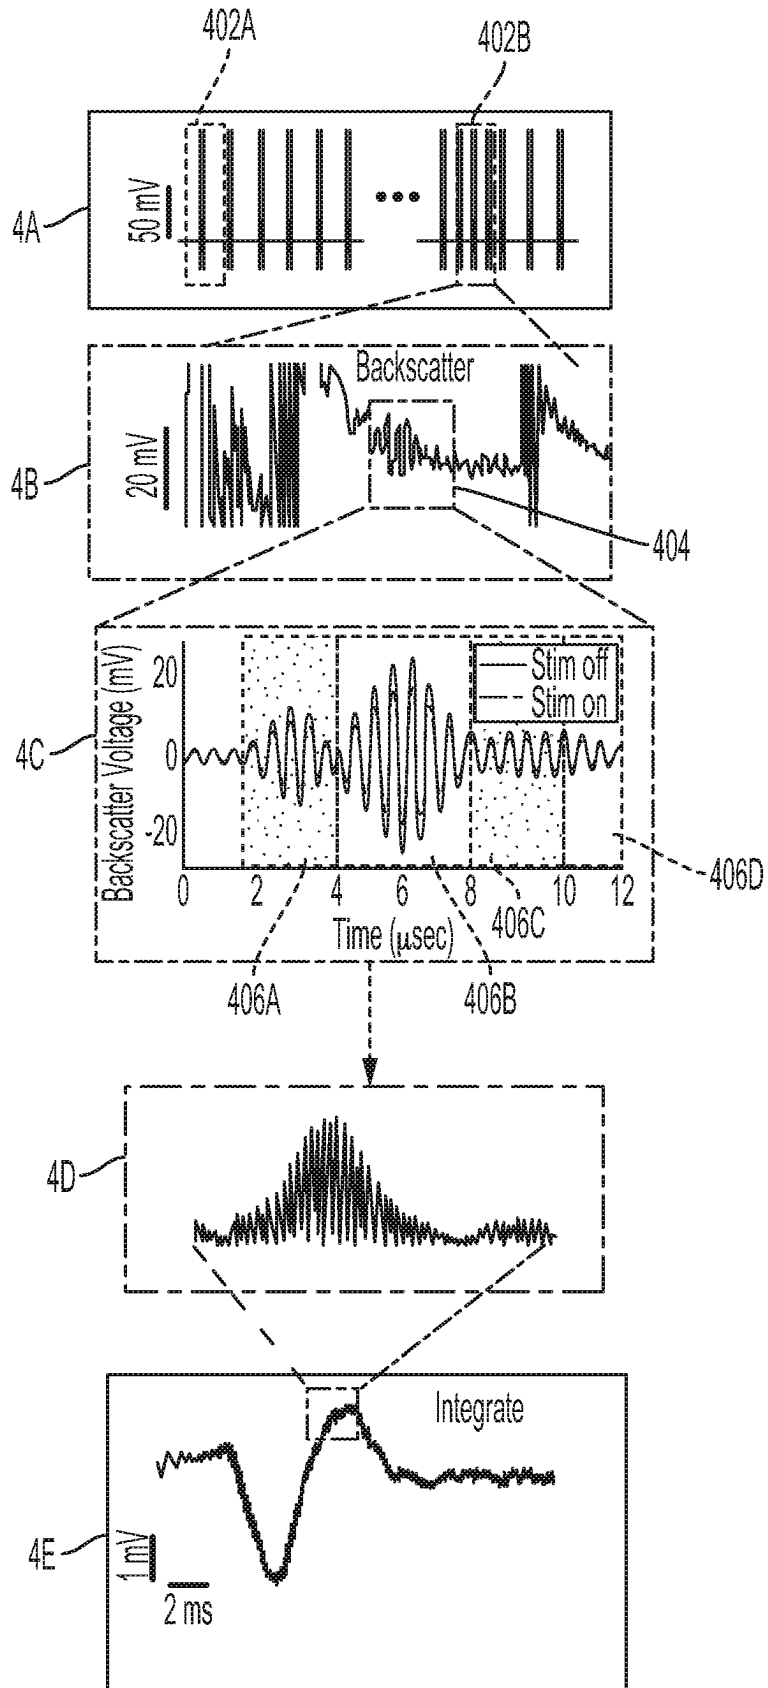 402A
402B
4A
50 mV
Backscatter
4B
20 mV
404
4C
Backscatter Voltage (mV)
20
0
-20
Stim off
Stim on
0 2 4 6 8 10 12
Time (μsec)
406A
406B
406C
406D
4D
Integrate
4E
1 mV
2 ms